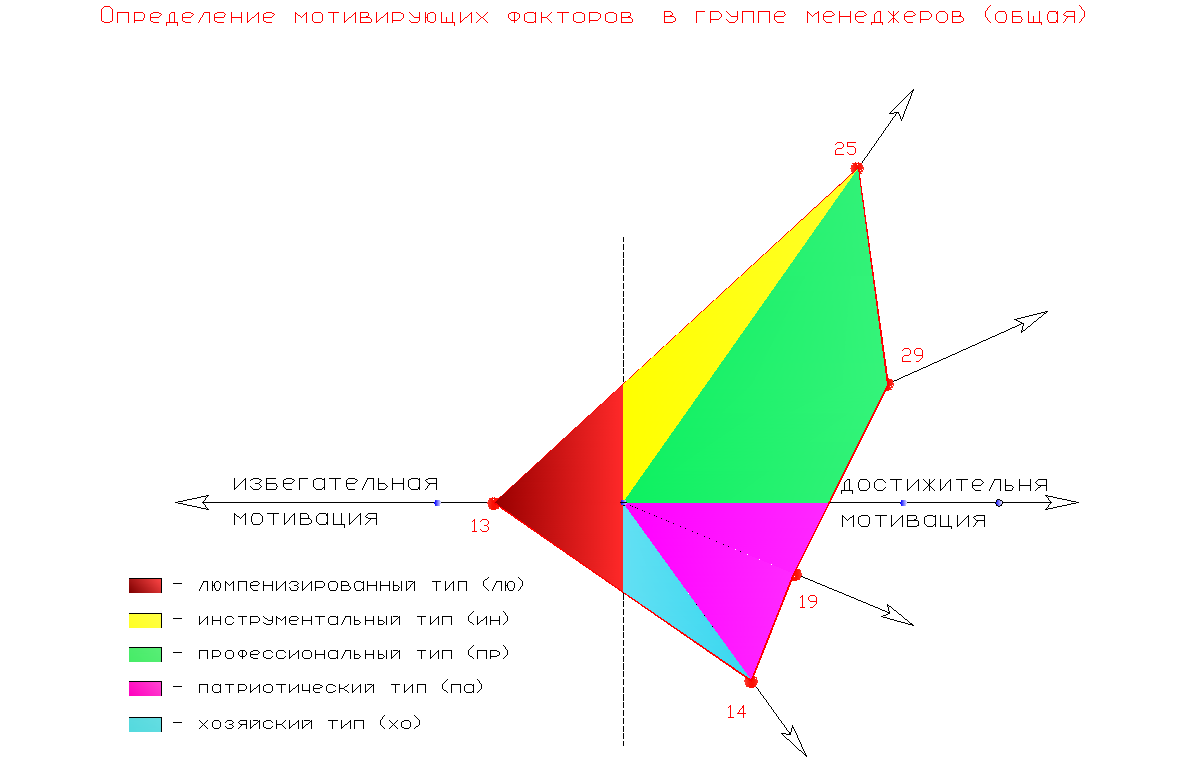 Определение мотивирующих факторов в группе менеджеров (общая)
25
29
избегательная
мотивация
достижительня
мотивация
13
19
14
- люмпенизированный тип (лю)
- инструментальный тип (ин)
- профессиональный тип (пр)
- патриотический тип (па)
- хозяйский тип (хо)